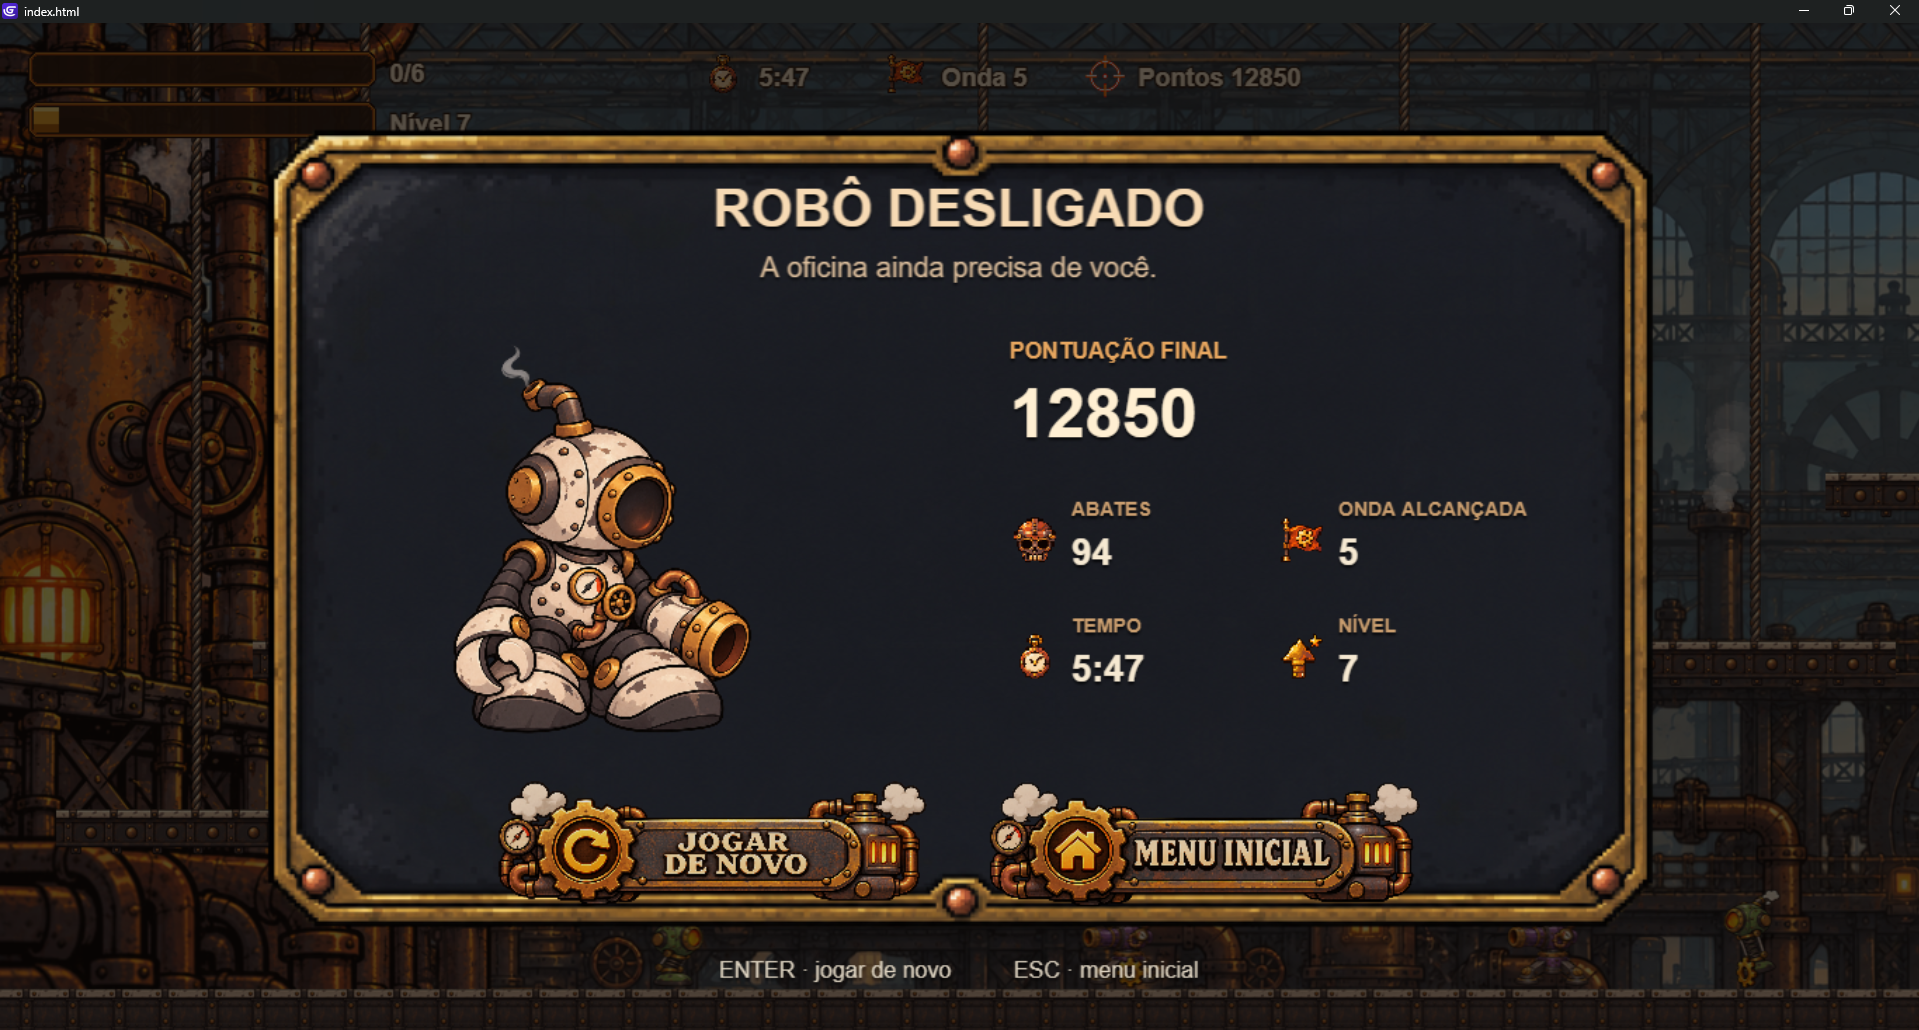 index.html
0/6
5:47
Onda 5
Pontos 12850
Nível 7
ROBÔ DESLIGADO
A oficina ainda precisa de você.
PONTUAÇÃO FINAL
12850
ABATES
94
ONDA ALCANÇADA
5
TEMPO
5:47
NÍVEL
7
JOGAR
DE NOVO
MENU INICIAL
ENTER · jogar de novo
ESC · menu inicial